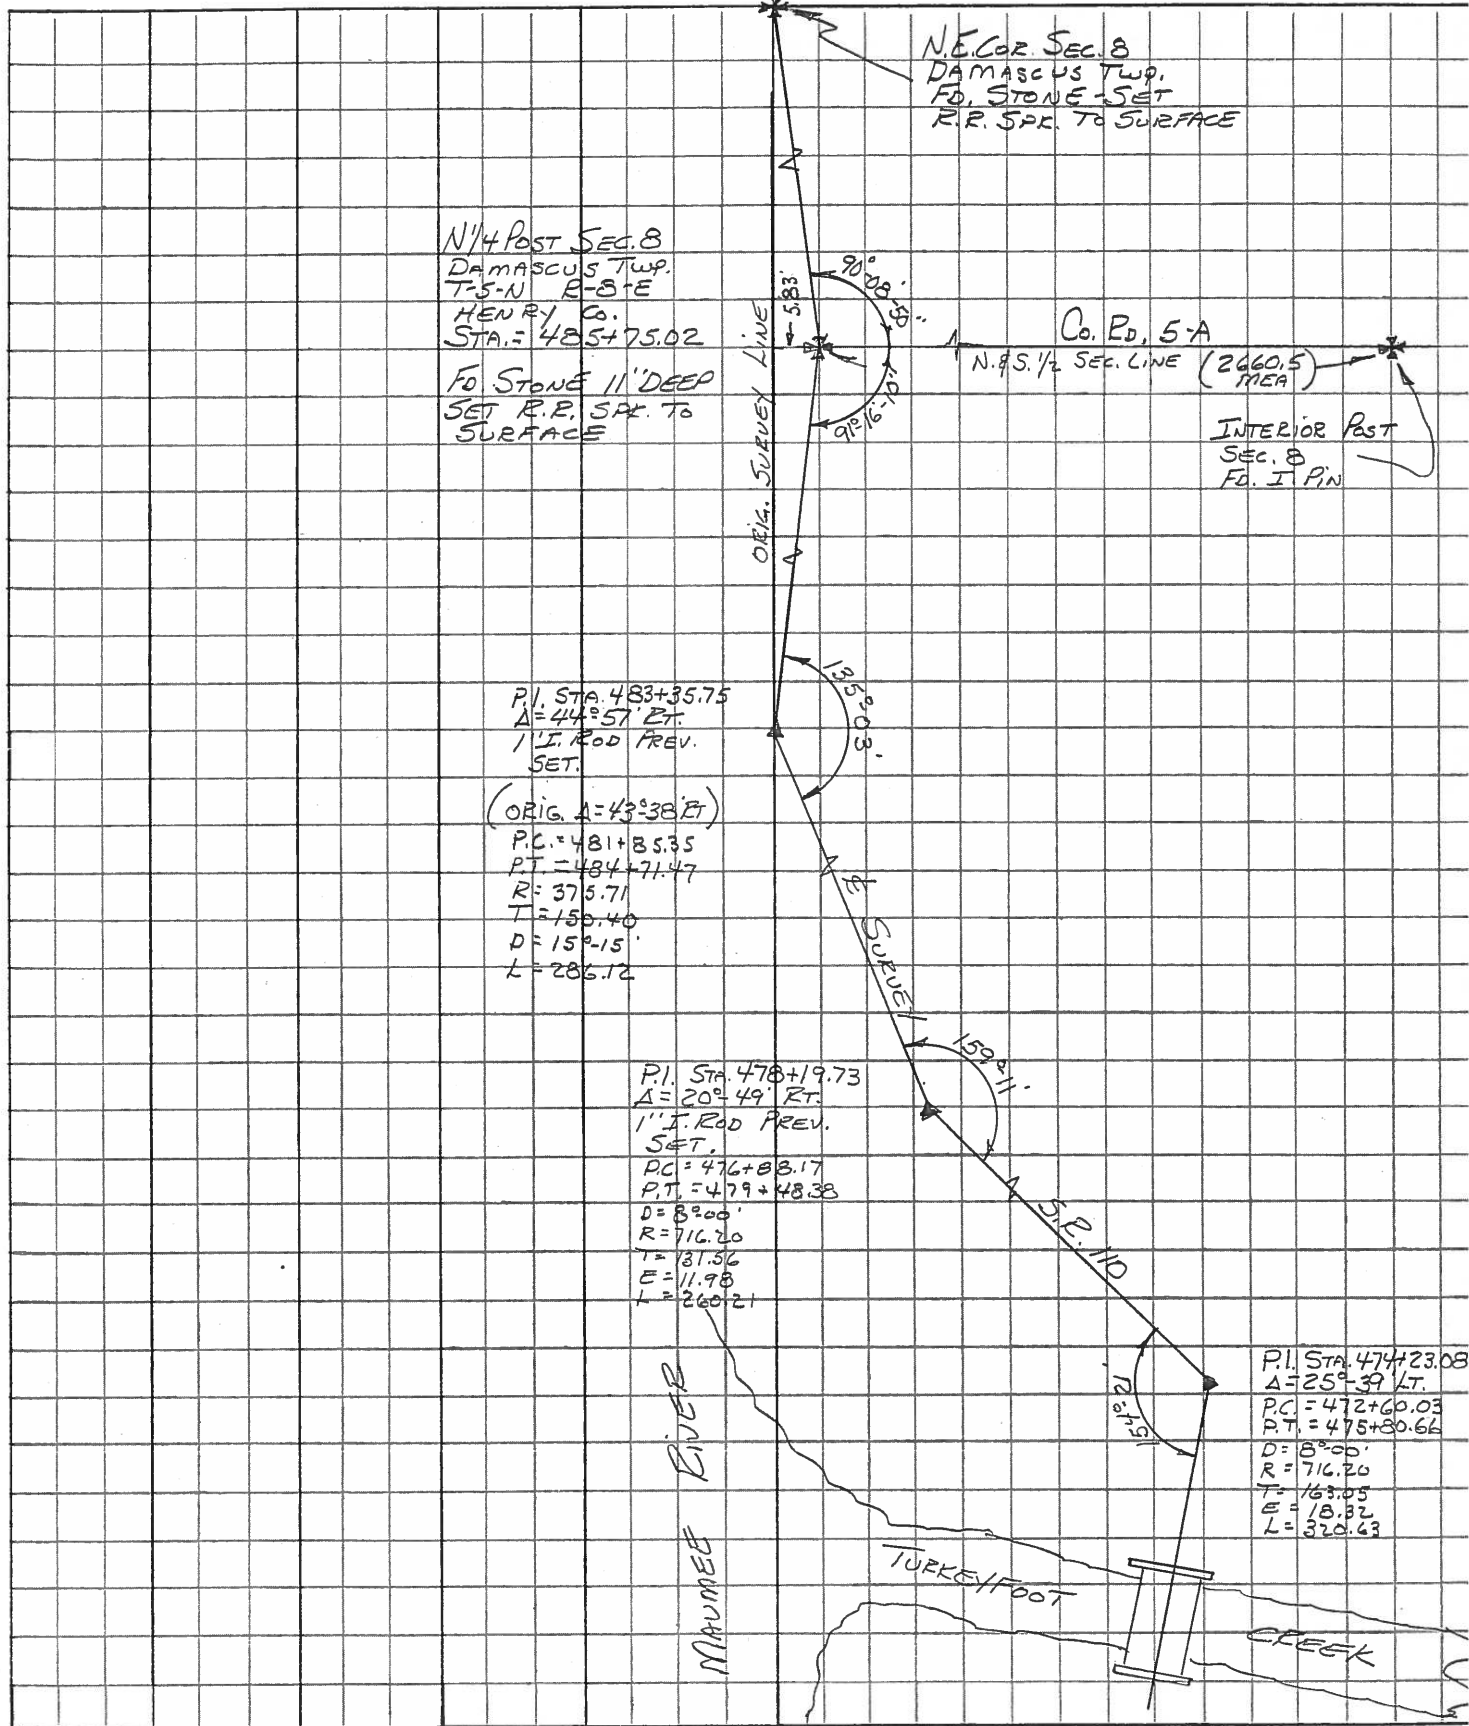 N.E. COR. SEC. 8
DAMASCUS TWP.
FD. STONE - SET
R.R. SPK. TO SURFACE
N 1/4 POST SEC. 8
DAMASCUS TWP.
T-5-N R-8-E
HENRY CO.
STA. = 485+75.02
FD. STONE 11" DEEP
SET R.R. SPK. TO
SURFACE
ORIG. SURVEY LINE
5.83'
90°-08'-50"
91°-16'-10"
CO. RD. 5-A
N. & S. 1/2 SEC. LINE (2660.5
MEA)
INTERIOR POST
SEC. 8
FD. I. PIN
135°-03'
P.I. STA. 483+35.75
Δ = 44°-57' RT.
1" I. ROD PREV.
SET.
(ORIG. Δ = 43°-38' RT)
P.C. = 481+85.35
P.T. = 484+71.47
R = 375.71
T = 150.40
D = 15°-15'
L = 286.12
℄ SURVEY
159°-11'
P.I. STA. 478+19.73
Δ = 20°-49' RT.
1" I. ROD PREV.
SET.
P.C. = 476+88.17
P.T. = 479+48.38
D = 8°-00'
R = 716.20
T = 131.56
E = 11.98
L = 260.21
S.R. 110
154°-21'
P.I. STA. 474+23.08
Δ = 25°-39' LT.
P.C. = 472+60.03
P.T. = 475+80.66
D = 8°-00'
R = 716.20
T = 163.05
E = 18.32
L = 320.63
MAUMEE RIVER
TURKEYFOOT
CREEK